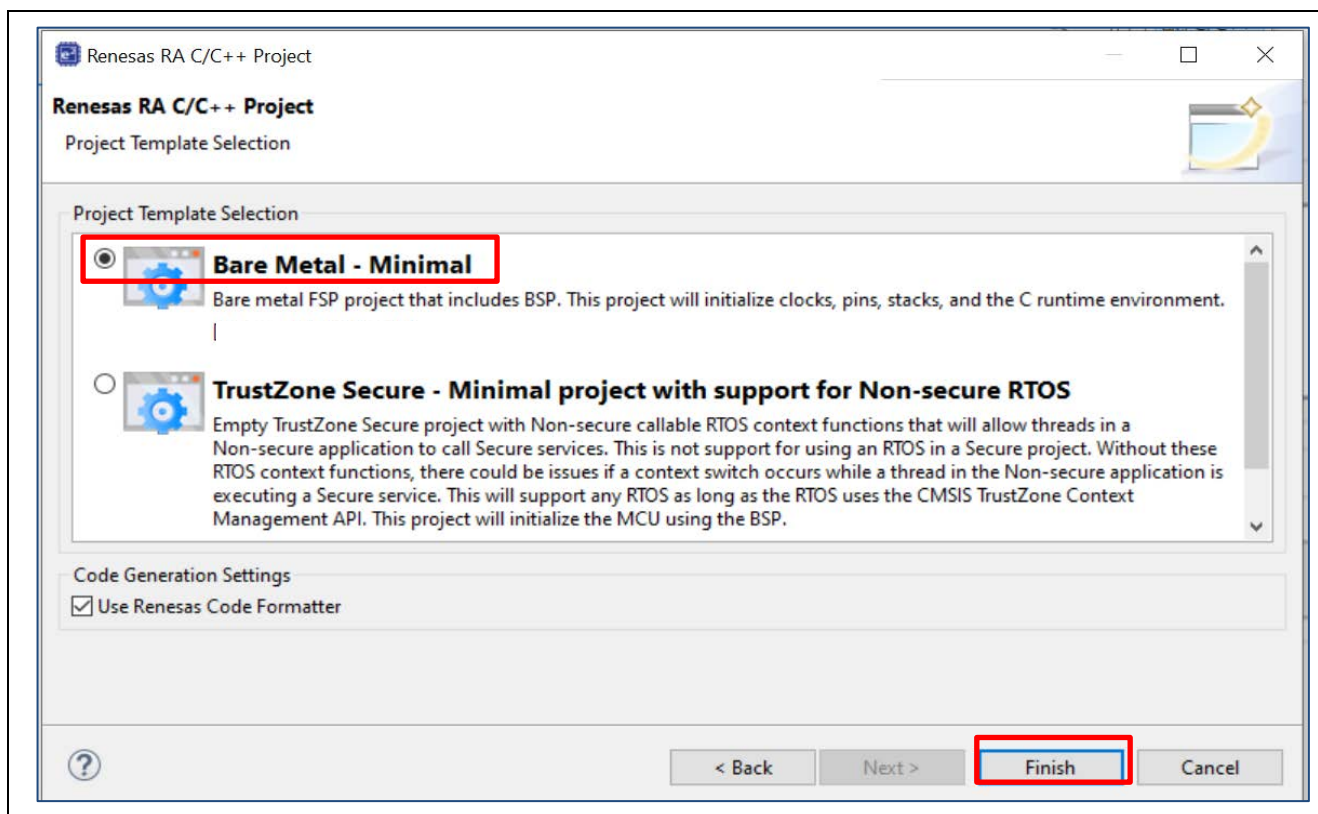 Renesas RA C/C++ Project
Renesas RA C/C++ Project
Project Template Selection
Project Template Selection
Bare Metal - Minimal
Bare metal FSP project that includes BSP. This project will initialize clocks, pins, stacks, and the C runtime environment.
TrustZone Secure - Minimal project with support for Non-secure RTOS
Empty TrustZone Secure project with Non-secure callable RTOS context functions that will allow threads in a
Non-secure application to call Secure services. This is not support for using an RTOS in a Secure project. Without these
RTOS context functions, there could be issues if a context switch occurs while a thread in the Non-secure application is
executing a Secure service. This will support any RTOS as long as the RTOS uses the CMSIS TrustZone Context
Management API. This project will initialize the MCU using the BSP.
Code Generation Settings
Use Renesas Code Formatter
? < Back Next > Finish Cancel